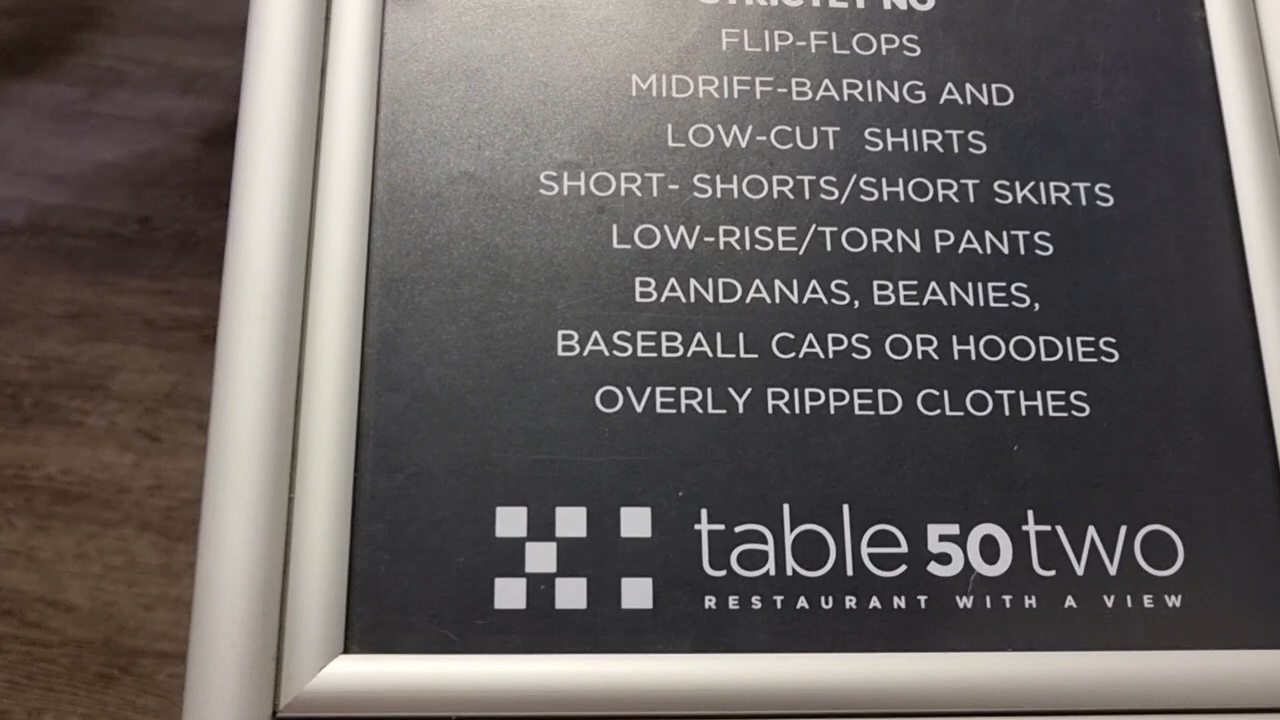 STRICTLY NO
FLIP-FLOPS
MIDRIFF-BARING AND
LOW-CUT SHIRTS
SHORT- SHORTS/SHORT SKIRTS
LOW-RISE/TORN PANTS
BANDANAS, BEANIES,
BASEBALL CAPS OR HOODIES
OVERLY RIPPED CLOTHES
table 50 two
RESTAURANT WITH A VIEW